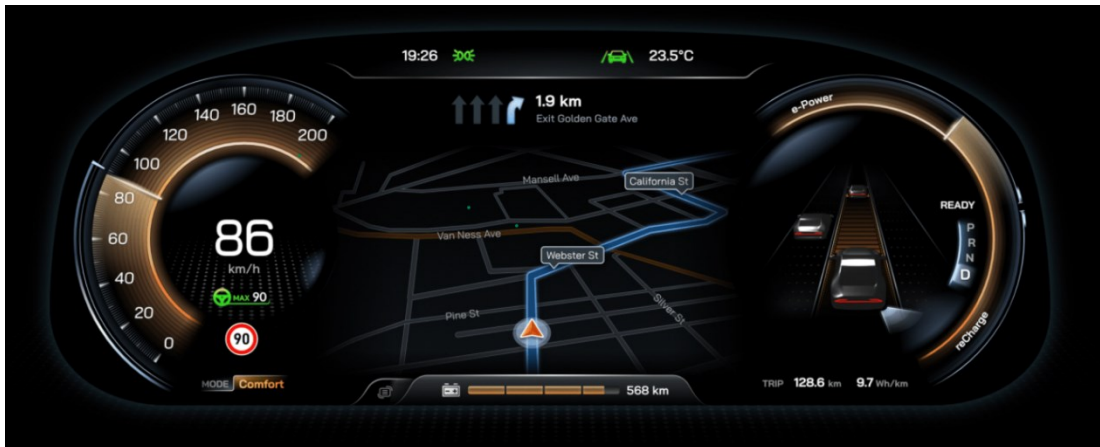 19:26
23.5°C
1.9 km
Exit Golden Gate Ave
0
20
40
60
80
100
120
140
160
180
200
86
km/h
MAX 90
90
MODE Comfort
Mansell Ave
California St
Van Ness Ave
Webster St
Pine St
Silver St
568 km
e-Power
READY
P
R
N
D
reCharge
TRIP 128.6 km 9.7 Wh/km